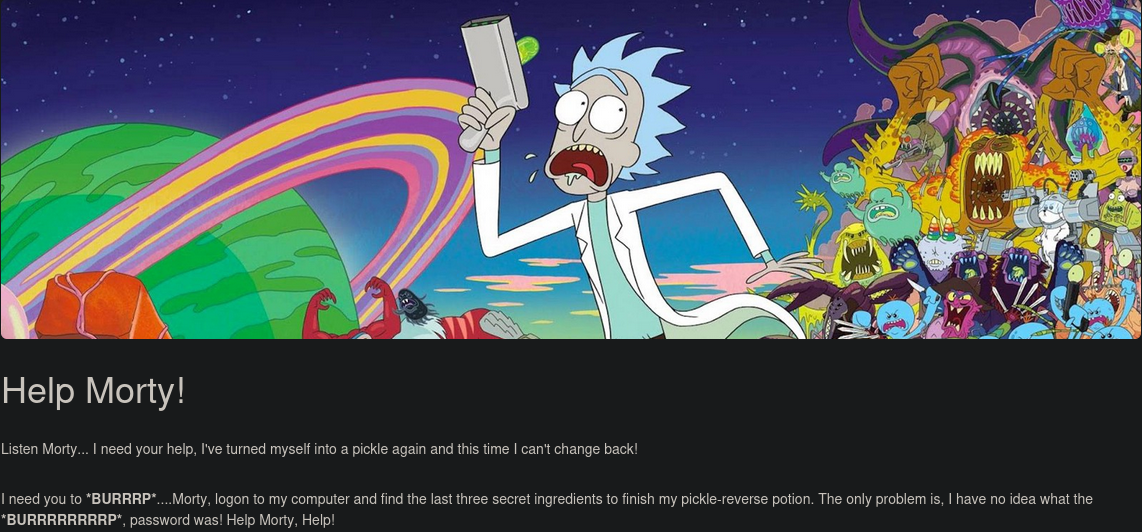 Help Morty!
Listen Morty... I need your help, I've turned myself into a pickle again and this time I can't change back!
I need you to *BURRRP*....Morty, logon to my computer and find the last three secret ingredients to finish my pickle-reverse potion. The only problem is, I have no idea what the
*BURRRRRRRRP*, password was! Help Morty, Help!